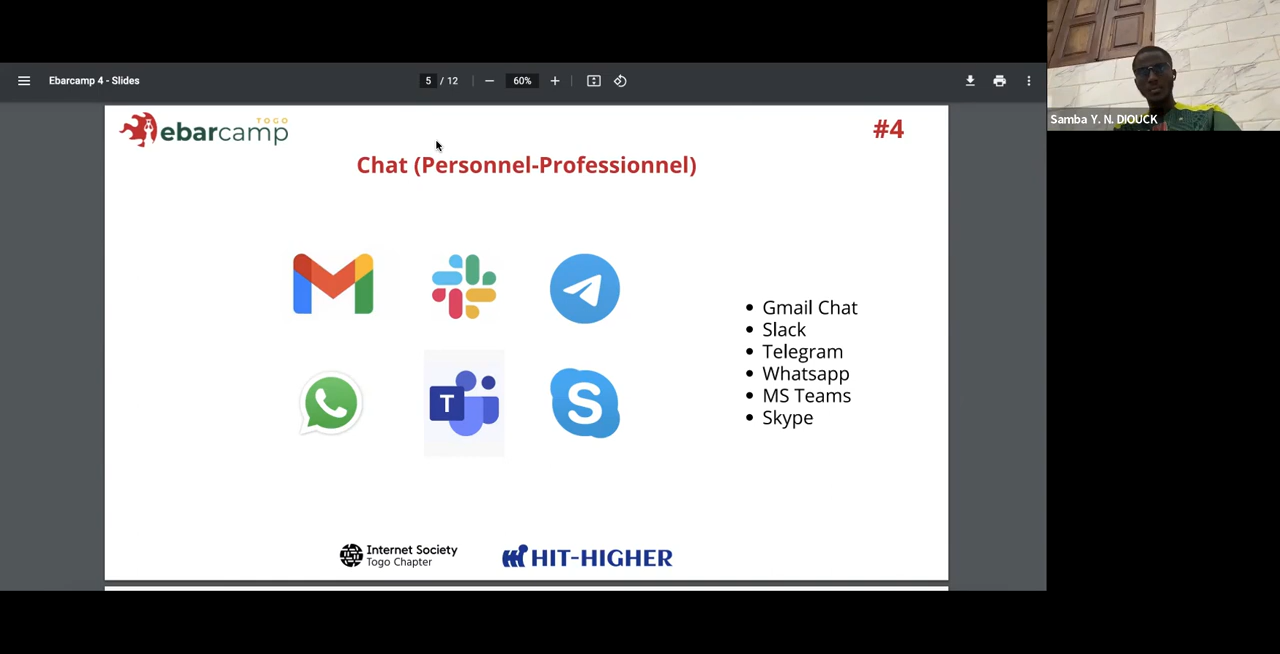 Ebarcamp 4 - Slides
5 / 12
60%
Samba Y. N. DIOUCK
TOGO
ebarcamp
#4
Chat (Personnel-Professionnel)
T
S
• Gmail Chat
• Slack
• Telegram
• Whatsapp
• MS Teams
• Skype
Internet Society
Togo Chapter
HIT-HIGHER